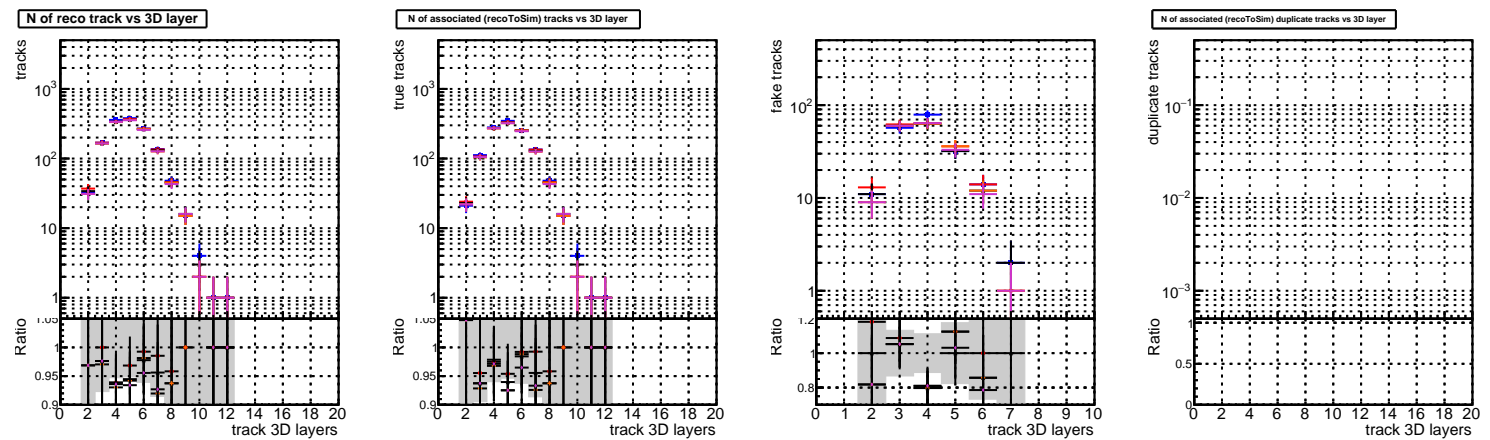 N of reco track vs 3D layer
tracks
10³
10²
10
1
Ratio
1.05
1
0.95
0.9
0 2 4 6 8 10 12 14 16 18 20
track 3D layers
N of associated (recoToSim) tracks vs 3D layer
true tracks
10³
10²
10
1
Ratio
1.05
1
0.95
0.9
0 2 4 6 8 10 12 14 16 18 20
track 3D layers
fake tracks
10²
10
1
Ratio
1.2
1
0.8
0 1 2 3 4 5 6 7 8 9 10
track 3D layers
N of associated (recoToSim) duplicate tracks vs 3D layer
duplicate tracks
10⁻¹
10⁻²
10⁻³
Ratio
1
0.5
0
0 2 4 6 8 10 12 14 16 18 20
track 3D layers